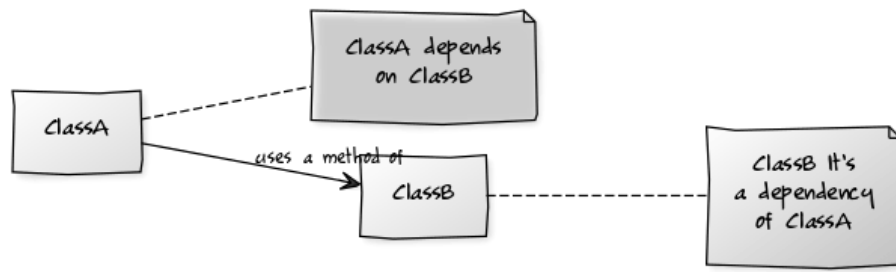 ClassA depends
on ClassB
ClassA
uses a method of
ClassB
ClassB It's
a dependency
of ClassA